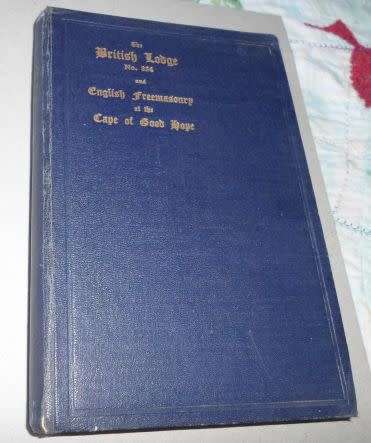 The
British Lodge
No. 334
and
English Freemasonry
at the
Cape of Good Hope